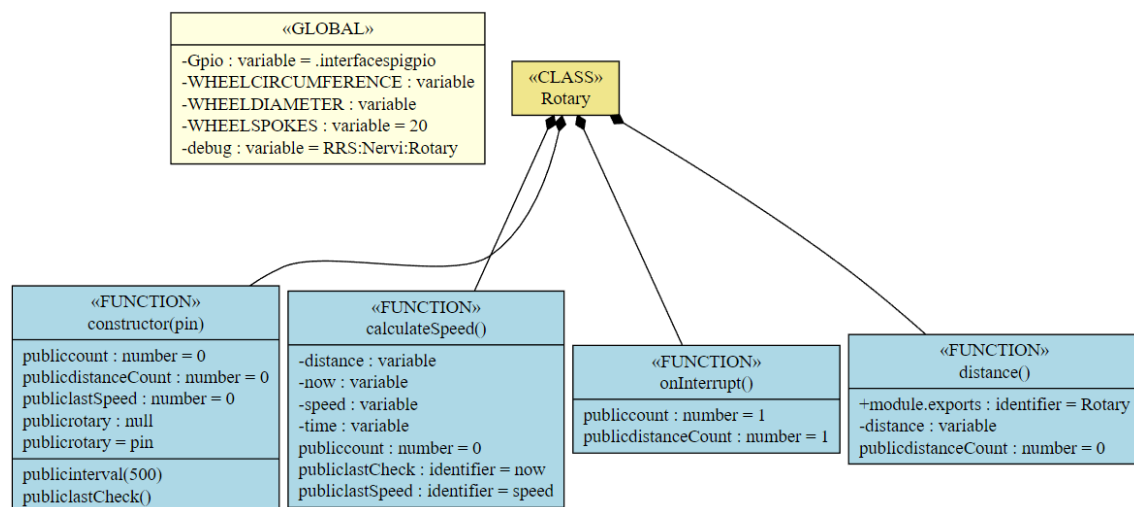 «GLOBAL»
-Gpio : variable = .interfacespigpio
-WHEELCIRCUMFERENCE : variable
-WHEELDIAMETER : variable
-WHEELSPOKES : variable = 20
-debug : variable = RRS:Nervi:Rotary
«CLASS»
Rotary
«FUNCTION»
constructor(pin)
publiccount : number = 0
publicdistanceCount : number = 0
publiclastSpeed : number = 0
publicrotary : null
publicrotary = pin
publicinterval(500)
publiclastCheck()
«FUNCTION»
calculateSpeed()
-distance : variable
-now : variable
-speed : variable
-time : variable
publiccount : number = 0
publiclastCheck : identifier = now
publiclastSpeed : identifier = speed
«FUNCTION»
onInterrupt()
publiccount : number = 1
publicdistanceCount : number = 1
«FUNCTION»
distance()
+module.exports : identifier = Rotary
-distance : variable
publicdistanceCount : number = 0